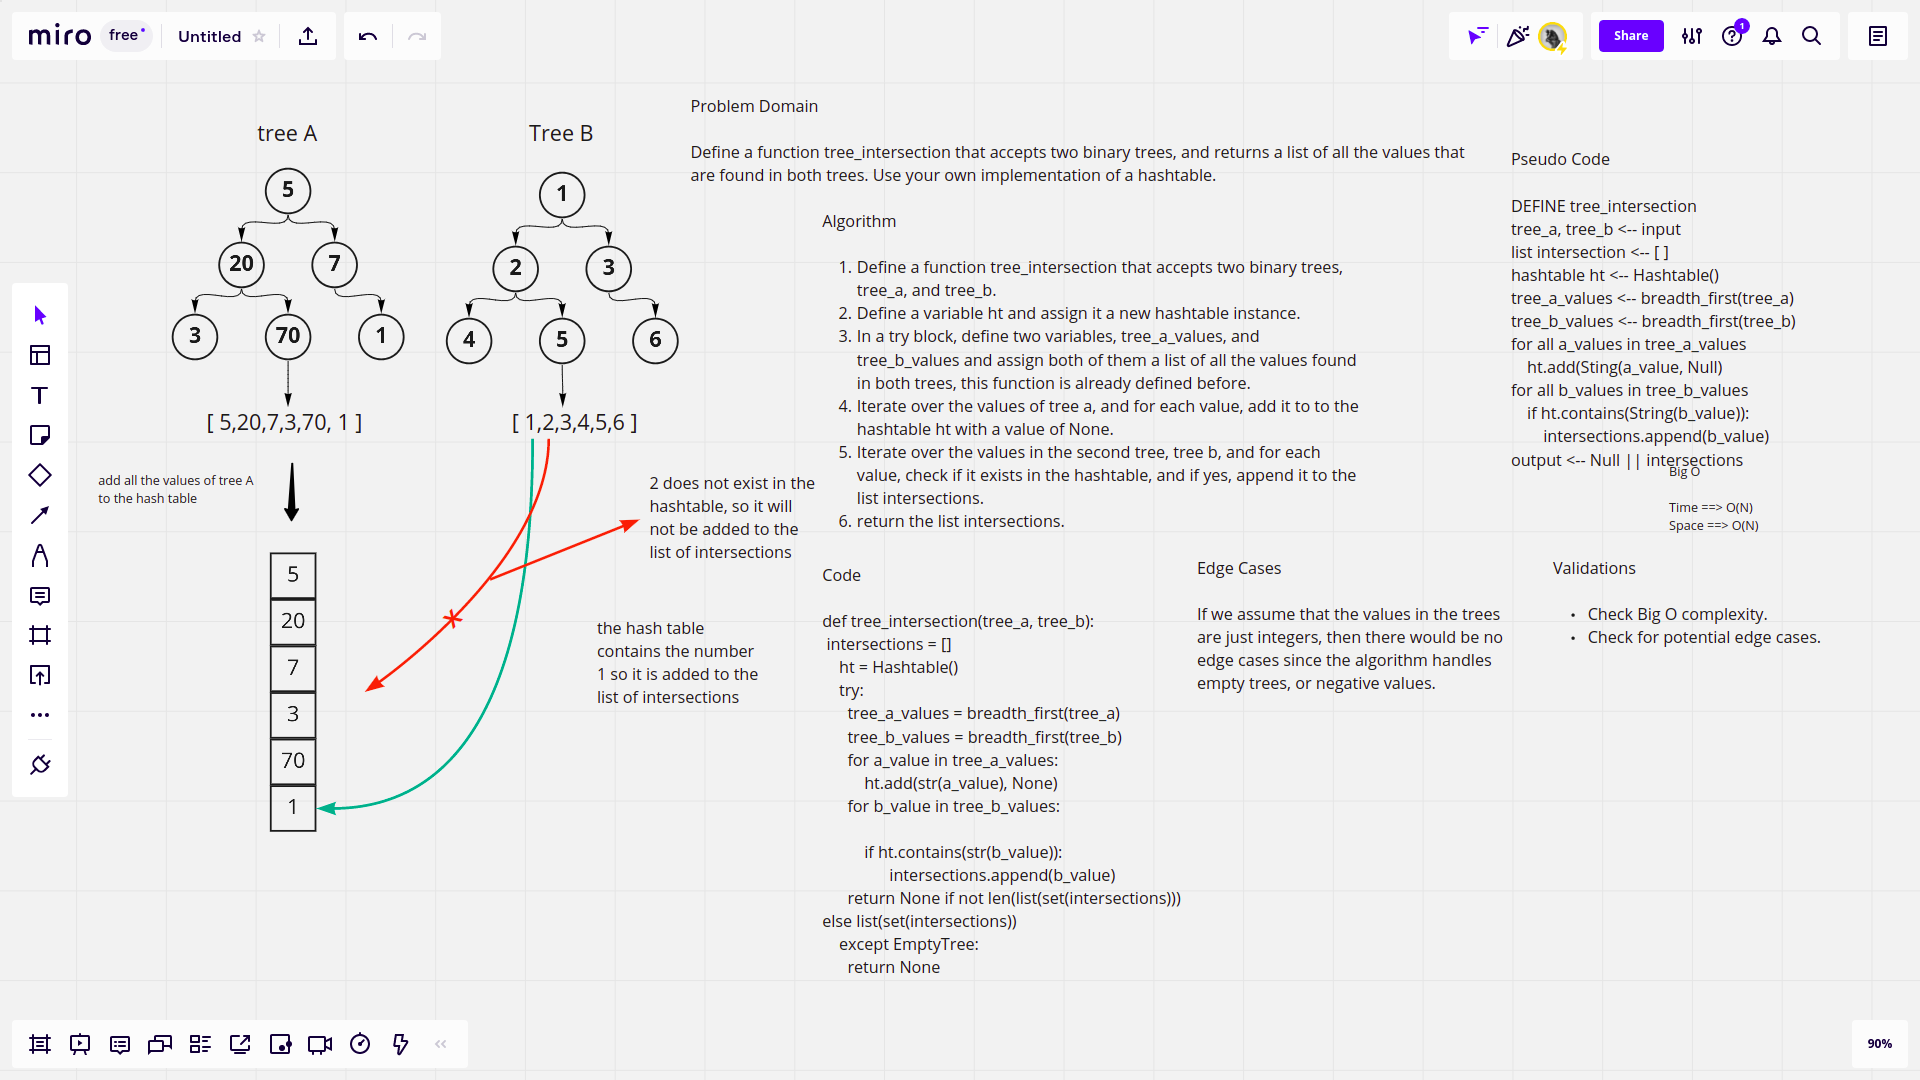 miro free Untitled
Share
1
tree A
5
20 7
3 70 1
[ 5,20,7,3,70, 1 ]
Tree B
1
2 3
4 5 6
[ 1,2,3,4,5,6 ]
add all the values of tree A
to the hash table
5
20
7
3
70
1
2 does not exist in the
hashtable, so it will
not be added to the
list of intersections
the hash table
contains the number
1 so it is added to the
list of intersections
Problem Domain
Define a function tree_intersection that accepts two binary trees, and returns a list of all the values that
are found in both trees. Use your own implementation of a hashtable.
Algorithm
1. Define a function tree_intersection that accepts two binary trees,
tree_a, and tree_b.
2. Define a variable ht and assign it a new hashtable instance.
3. In a try block, define two variables, tree_a_values, and
tree_b_values and assign both of them a list of all the values found
in both trees, this function is already defined before.
4. Iterate over the values of tree a, and for each value, add it to to the
hashtable ht with a value of None.
5. Iterate over the values in the second tree, tree b, and for each
value, check if it exists in the hashtable, and if yes, append it to the
list intersections.
6. return the list intersections.
Pseudo Code
DEFINE tree_intersection
tree_a, tree_b <-- input
list intersection <-- [ ]
hashtable ht <-- Hashtable()
tree_a_values <-- breadth_first(tree_a)
tree_b_values <-- breadth_first(tree_b)
for all a_values in tree_a_values
ht.add(Sting(a_value, Null)
for all b_values in tree_b_values
if ht.contains(String(b_value)):
intersections.append(b_value)
output <-- Null || intersections
Big O
Time ==> O(N)
Space ==> O(N)
Code
def tree_intersection(tree_a, tree_b):
intersections = []
ht = Hashtable()
try:
tree_a_values = breadth_first(tree_a)
tree_b_values = breadth_first(tree_b)
for a_value in tree_a_values:
ht.add(str(a_value), None)
for b_value in tree_b_values:
if ht.contains(str(b_value)):
intersections.append(b_value)
return None if not len(list(set(intersections)))
else list(set(intersections))
except EmptyTree:
return None
Edge Cases
If we assume that the values in the trees
are just integers, then there would be no
edge cases since the algorithm handles
empty trees, or negative values.
Validations
• Check Big O complexity.
• Check for potential edge cases.
90%